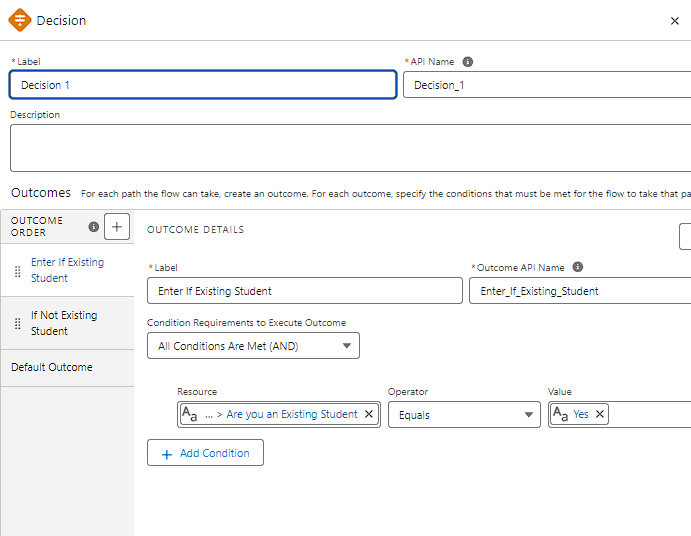 Decision
* Label
* API Name
Decision 1
Decision_1
Description
Outcomes For each path the flow can take, create an outcome. For each outcome, specify the conditions that must be met for the flow to take that pa
OUTCOME ORDER
OUTCOME DETAILS
Enter If Existing
Student
If Not Existing
Student
Default Outcome
* Label
* Outcome API Name
Enter If Existing Student
Enter_If_Existing_Student
Condition Requirements to Execute Outcome
All Conditions Are Met (AND)
Resource
Operator
Value
Aa ... > Are you an Existing Student
Equals
Aa Yes
+ Add Condition